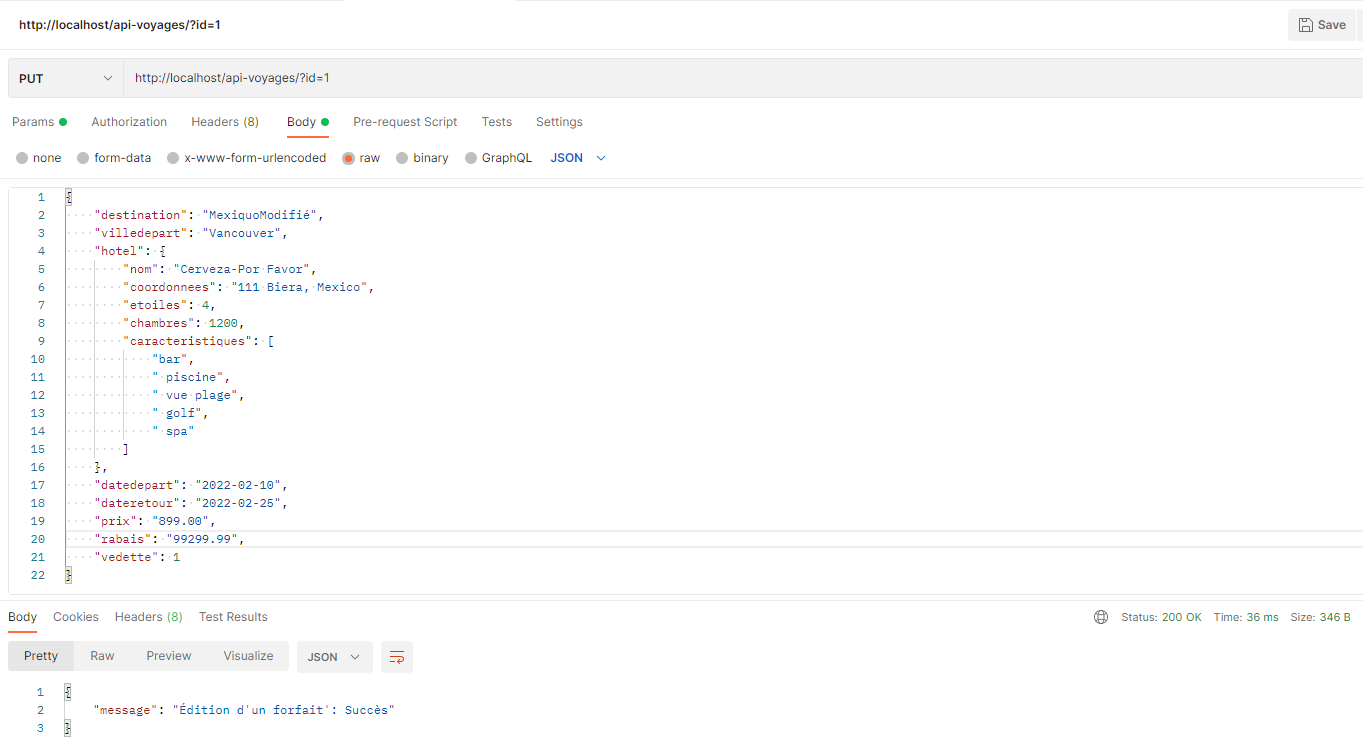 http://localhost/api-voyages/?id=1
Save
PUT
http://localhost/api-voyages/?id=1
Params
Authorization
Headers (8)
Body
Pre-request Script
Tests
Settings
none
form-data
x-www-form-urlencoded
raw
binary
GraphQL
JSON
1 {
2 "destination": "MexiquoModifié",
3 "villedepart": "Vancouver",
4 "hotel": {
5 "nom": "Cerveza-Por Favor",
6 "coordonnees": "111 Biera, Mexico",
7 "etoiles": 4,
8 "chambres": 1200,
9 "caracteristiques": [
10 "bar",
11 " piscine",
12 " vue plage",
13 " golf",
14 " spa"
15 ]
16 },
17 "datedepart": "2022-02-10",
18 "dateretour": "2022-02-25",
19 "prix": "899.00",
20 "rabais": "99299.99",
21 "vedette": 1
22 }
Body
Cookies
Headers (8)
Test Results
Status: 200 OK
Time: 36 ms
Size: 346 B
Pretty
Raw
Preview
Visualize
JSON
1 {
2 "message": "Édition d'un forfait': Succès"
3 }